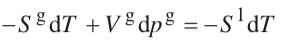 −S^g dT + V^g dp^g = −S^l dT